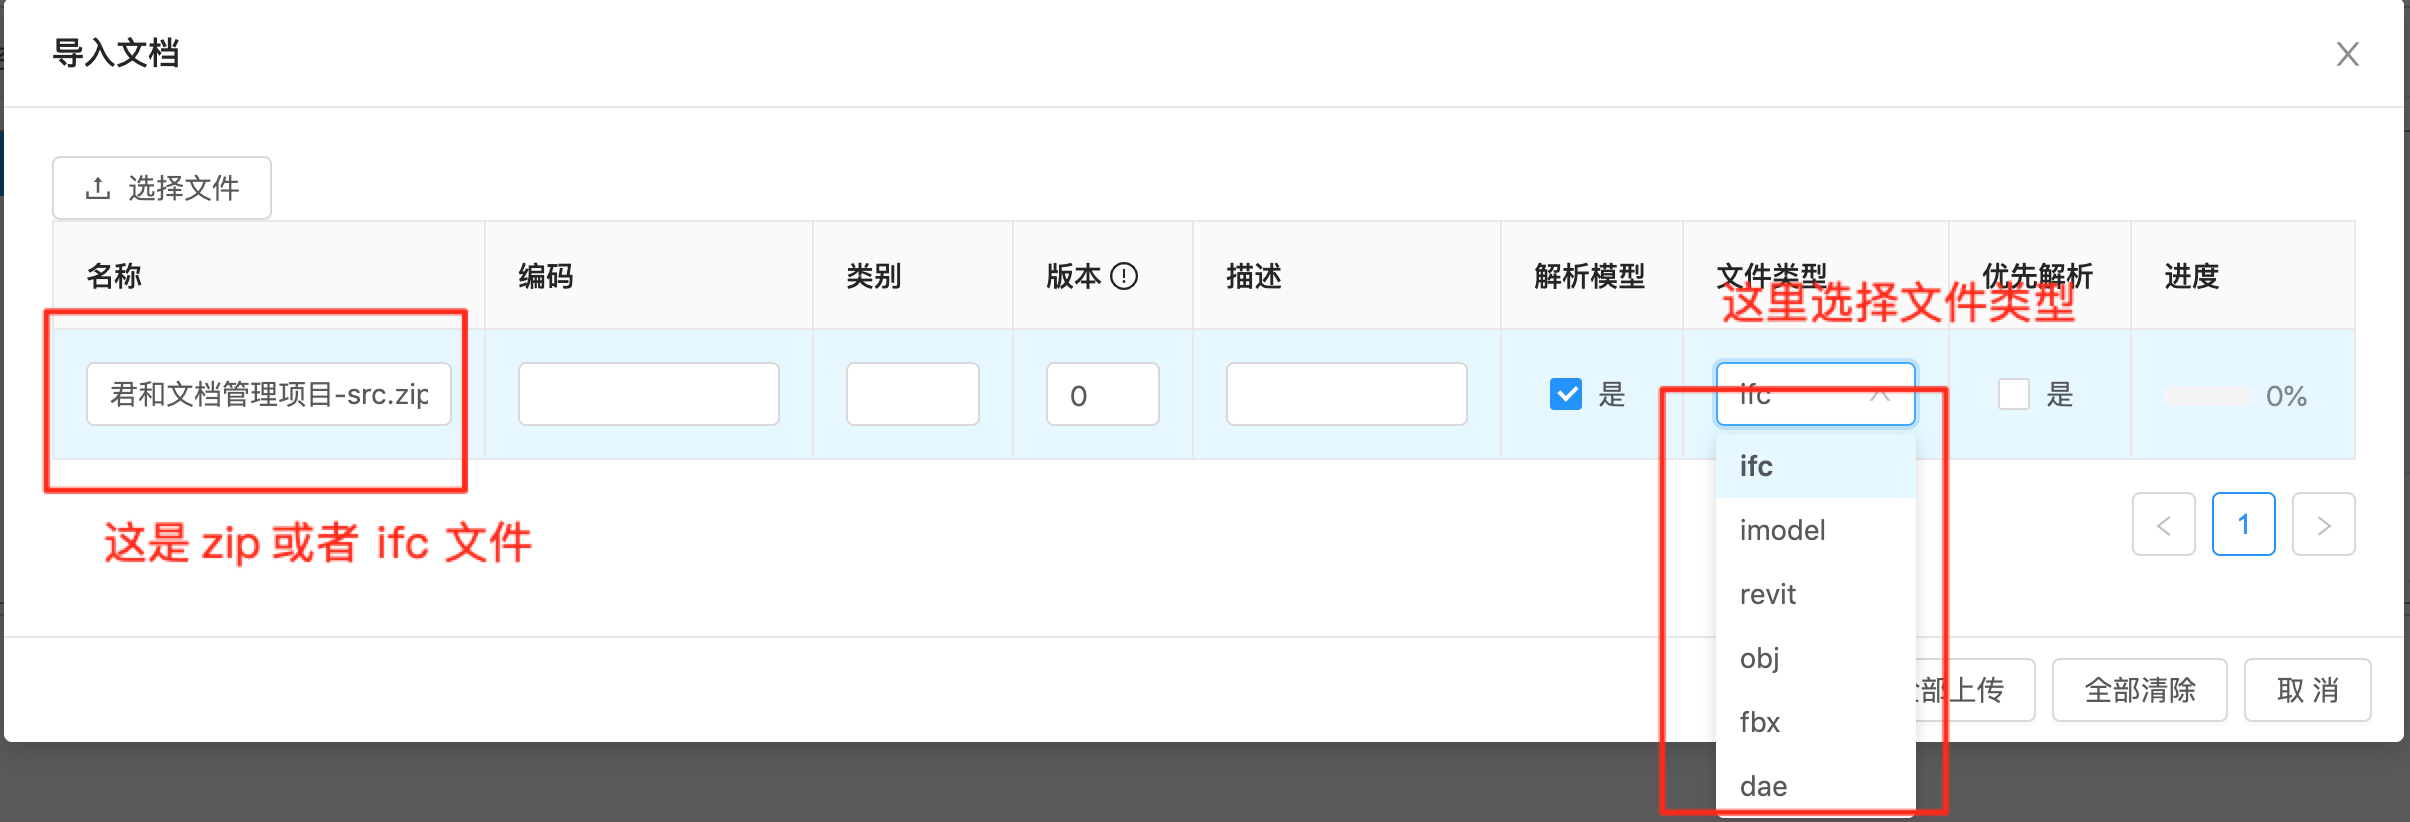 导入文档
选择文件
名称 编码 类别 版本 描述 解析模型 文件类型 优先解析 进度
这里选择文件类型
君和文档管理项目-src.zip 0 是 ifc 是 0%
ifc
imodel
revit
obj
fbx
dae
这是 zip 或者 ifc 文件
< 1 >
部上传 全部清除 取 消